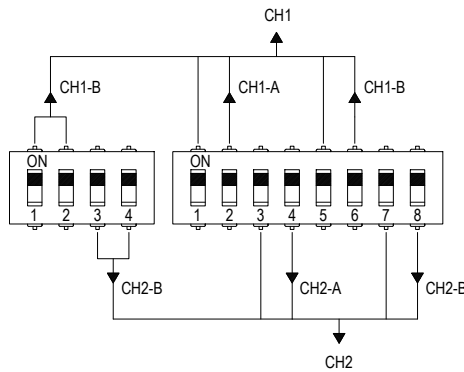 CH1
CH1-B CH1-A CH1-B
ON ON
1 2 3 4 1 2 3 4 5 6 7 8
CH2-B CH2-A CH2-B
CH2